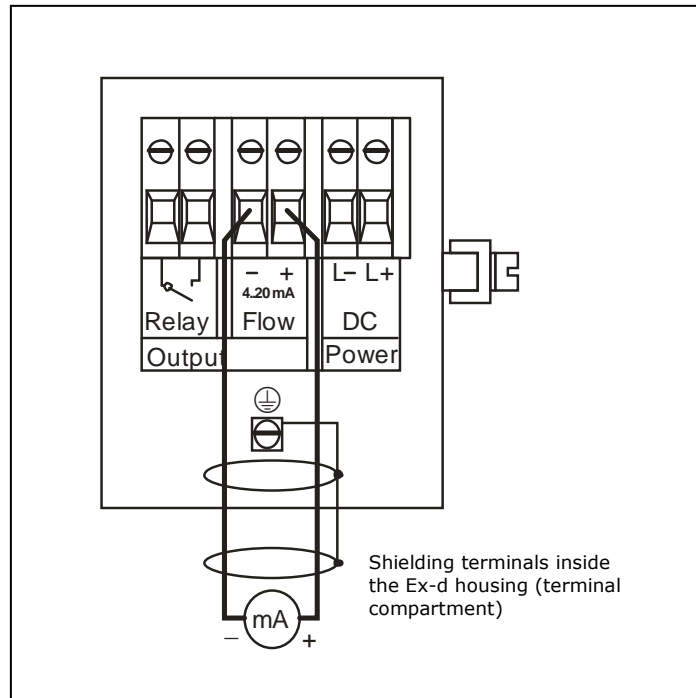 − + L− L+
4..20 mA
Relay Flow DC
Output Power
Shielding terminals inside
the Ex-d housing (terminal
compartment)
mA
− +